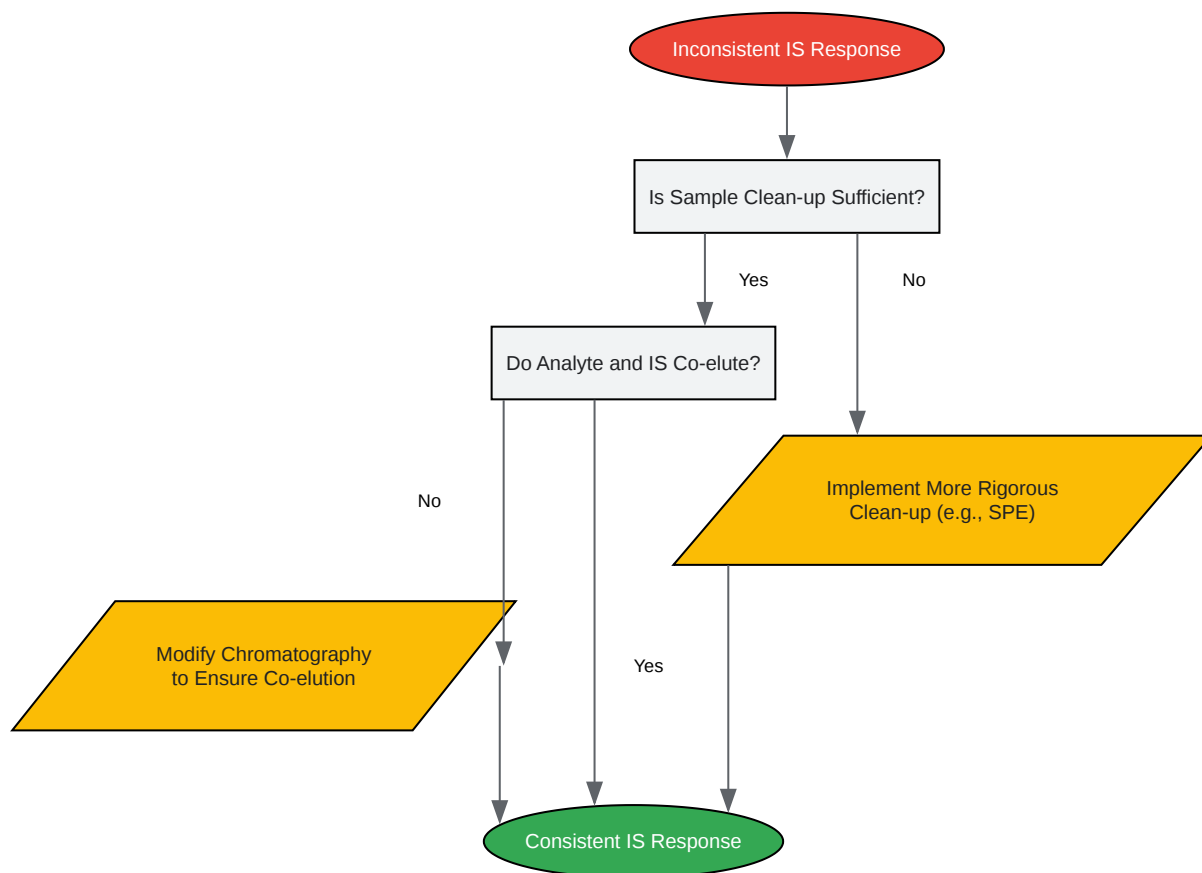 Inconsistent IS Response
Is Sample Clean-up Sufficient?
Yes
No
Do Analyte and IS Co-elute?
Implement More Rigorous
Clean-up (e.g., SPE)
No
Modify Chromatography
to Ensure Co-elution
Yes
Consistent IS Response